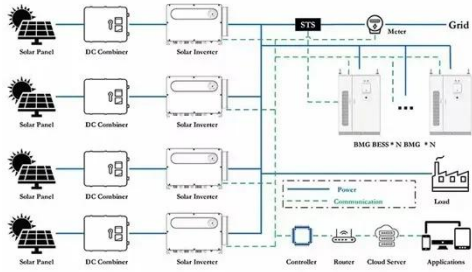 STS
Meter
Grid
Solar Panel
DC Combiner
Solar Inverter
BMG BESS * N BMG * N
Solar Panel
DC Combiner
Solar Inverter
Solar Panel
DC Combiner
Solar Inverter
Load
Power
Communication
Solar Panel
DC Combiner
Solar Inverter
Controller
Router
Cloud Server
Applications